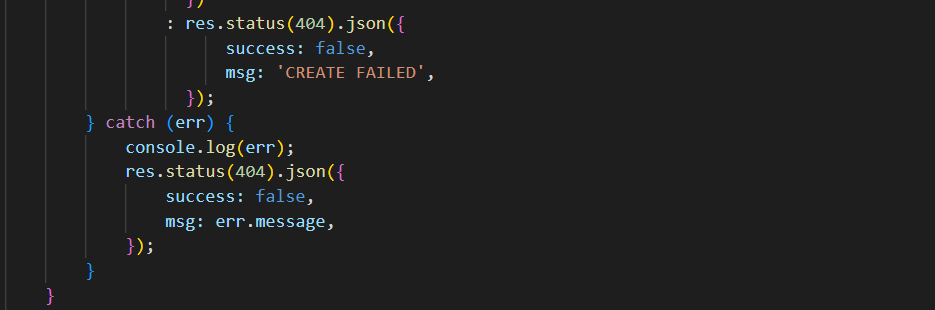 })
: res.status(404).json({
success: false,
msg: 'CREATE FAILED',
});
} catch (err) {
console.log(err);
res.status(404).json({
success: false,
msg: err.message,
});
}
}